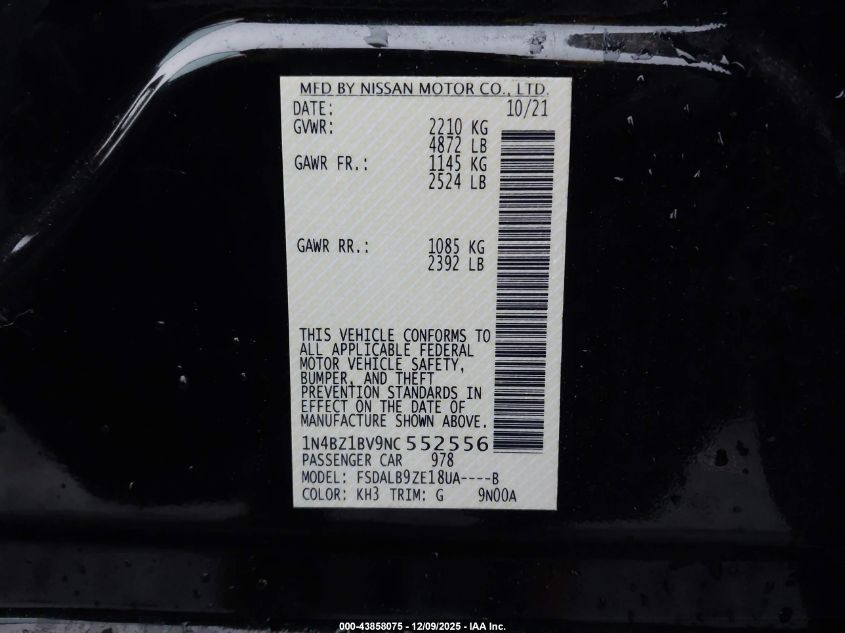 MFD BY NISSAN MOTOR CO., LTD.
DATE: 10/21
GVWR: 2210 KG
4872 LB
GAWR FR.: 1145 KG
2524 LB
GAWR RR.: 1085 KG
2392 LB
THIS VEHICLE CONFORMS TO
ALL APPLICABLE FEDERAL
MOTOR VEHICLE SAFETY,
BUMPER, AND THEFT
PREVENTION STANDARDS IN
EFFECT ON THE DATE OF
MANUFACTURE SHOWN ABOVE.
1N4BZ1BV9NC 552556
PASSENGER CAR 978
MODEL: FSDALB9ZE18UA----B
COLOR: KH3 TRIM: G 9N00A
000-43858075 - 12/09/2025 - IAA Inc.